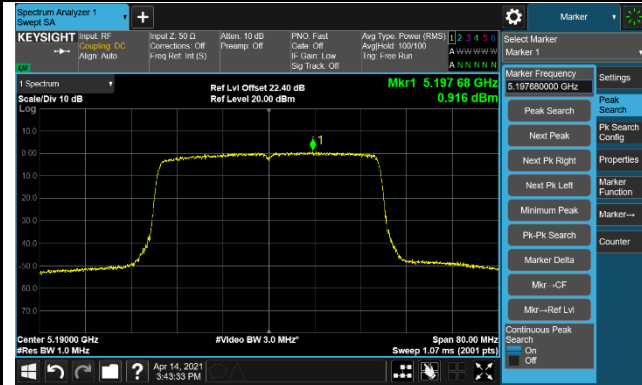 Spectrum Analyzer 1
Swept SA
+
Marker
KEYSIGHT
Input: RF
Coupling: DC
Align: Auto
Input Z: 50 Ω
Corrections: Off
Freq Ref: Int (S)
Atten: 10 dB
Preamp: Off
PNO: Fast
Gate: Off
IF Gain: Low
Sig Track: Off
Avg Type: Power (RMS)
Avg|Hold: 100/100
Trig: Free Run
1 2 3 4 5 6
A W W W W W
A N N N N N
LXI
Select Marker
Marker 1
1 Spectrum
Scale/Div 10 dB
Log
Ref Lvl Offset 22.40 dB
Ref Level 20.00 dBm
Mkr1 5.197 68 GHz
0.916 dBm
10.0
0.00
10.0
20.0
30.0
40.0
50.0
60.0
70.0
1
Center 5.19000 GHz
#Res BW 1.0 MHz
#Video BW 3.0 MHz*
Span 80.00 MHz
Sweep 1.07 ms (2001 pts)
Marker Frequency
5.197680000 GHz
Peak Search
Next Peak
Next Pk Right
Next Pk Left
Minimum Peak
Pk-Pk Search
Marker Delta
Mkr→CF
Mkr→Ref Lvl
Continuous Peak
Search
On
Off
Settings
Peak
Search
Pk Search
Config
Properties
Marker
Function
Marker→
Counter
?
Apr 14, 2021
3:43:33 PM